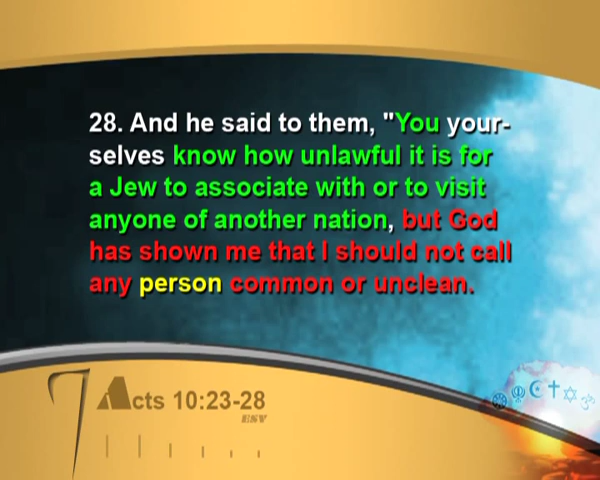 28. And he said to them, "You your-
selves know how unlawful it is for
a Jew to associate with or to visit
anyone of another nation, but God
has shown me that I should not call
any person common or unclean.
Acts 10:23-28
ESV